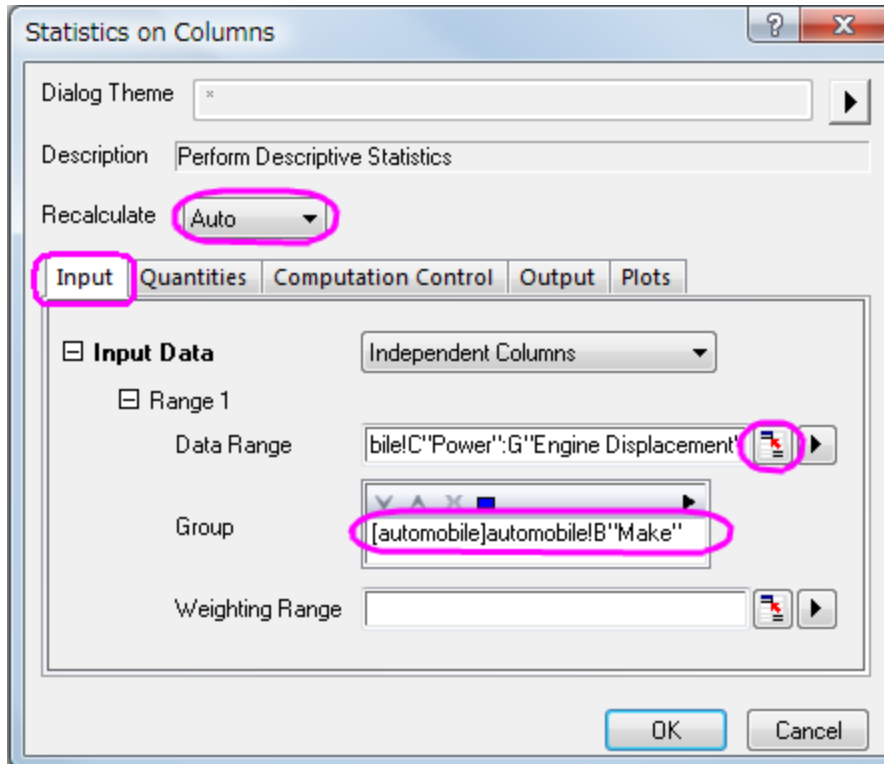 Statistics on Columns
Dialog Theme *
Description Perform Descriptive Statistics
Recalculate Auto
Input Quantities Computation Control Output Plots
Input Data Independent Columns
Range 1
Data Range bile!C"Power":G"Engine Displacement"
Group [automobile]automobile!B"Make"
Weighting Range
OK Cancel